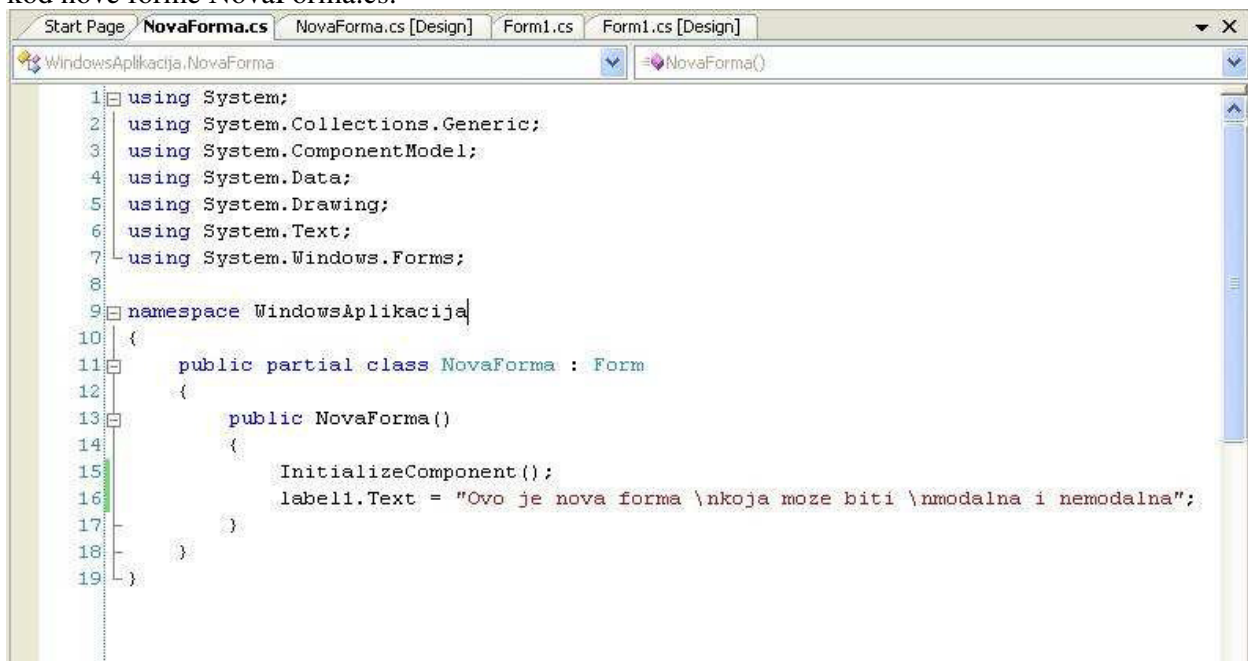 kod nove forme NovaForma.cs.
Start Page NovaForma.cs NovaForma.cs [Design] Form1.cs Form1.cs [Design]
WindowsAplikacija.NovaForma NovaForma()
1 using System;
2 using System.Collections.Generic;
3 using System.ComponentModel;
4 using System.Data;
5 using System.Drawing;
6 using System.Text;
7 using System.Windows.Forms;
8
9 namespace WindowsAplikacija
10 {
11 public partial class NovaForma : Form
12 {
13 public NovaForma()
14 {
15 InitializeComponent();
16 label1.Text = "Ovo je nova forma \nkoja moze biti \nmodalna i nemodalna";
17 }
18 }
19 }